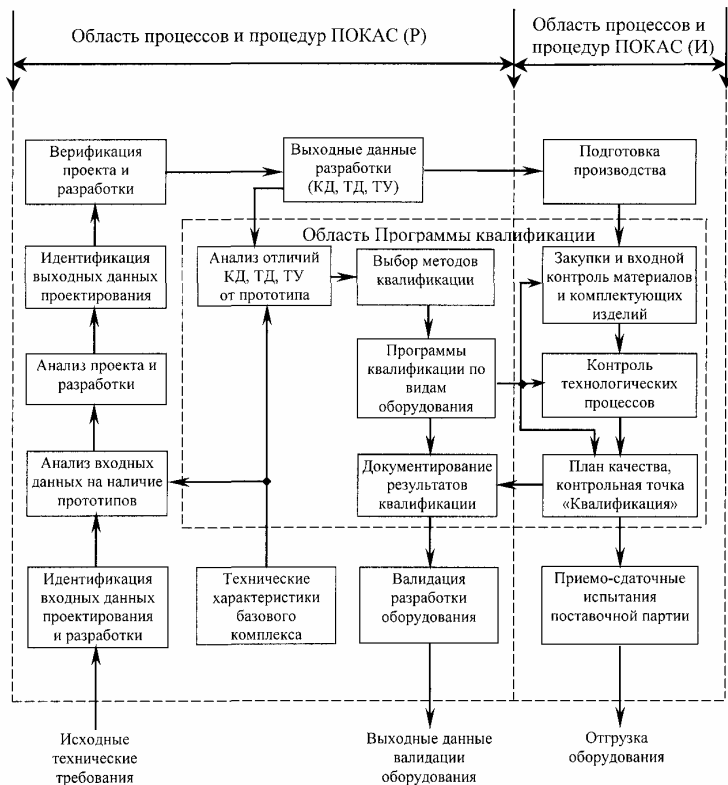 Область процессов и процедур ПОКАС (Р)
Область процессов и
процедур ПОКАС (И)
Верификация
проекта и
разработки
Выходные данные
разработки
(КД, ТД, ТУ)
Подготовка
производства
Область Программы квалификации
Идентификация
выходных данных
проектирования
Анализ отличий
КД, ТД, ТУ
от прототипа
Выбор методов
квалификации
Закупки и входной
контроль материалов
и комплектующих
изделий
Анализ проекта и
разработки
Программы
квалификации по
видам
оборудования
Контроль
технологических
процессов
Анализ входных
данных на наличие
прототипов
Документирование
результатов
квалификации
План качества,
контрольная точка
«Квалификация»
Идентификация
входных данных
проектирования
и разработки
Технические
характеристики
базового
комплекса
Валидация
разработки
оборудования
Приемо-сдаточные
испытания
поставочной партии
Исходные
технические
требования
Выходные данные
валидации
оборудования
Отгрузка
оборудования